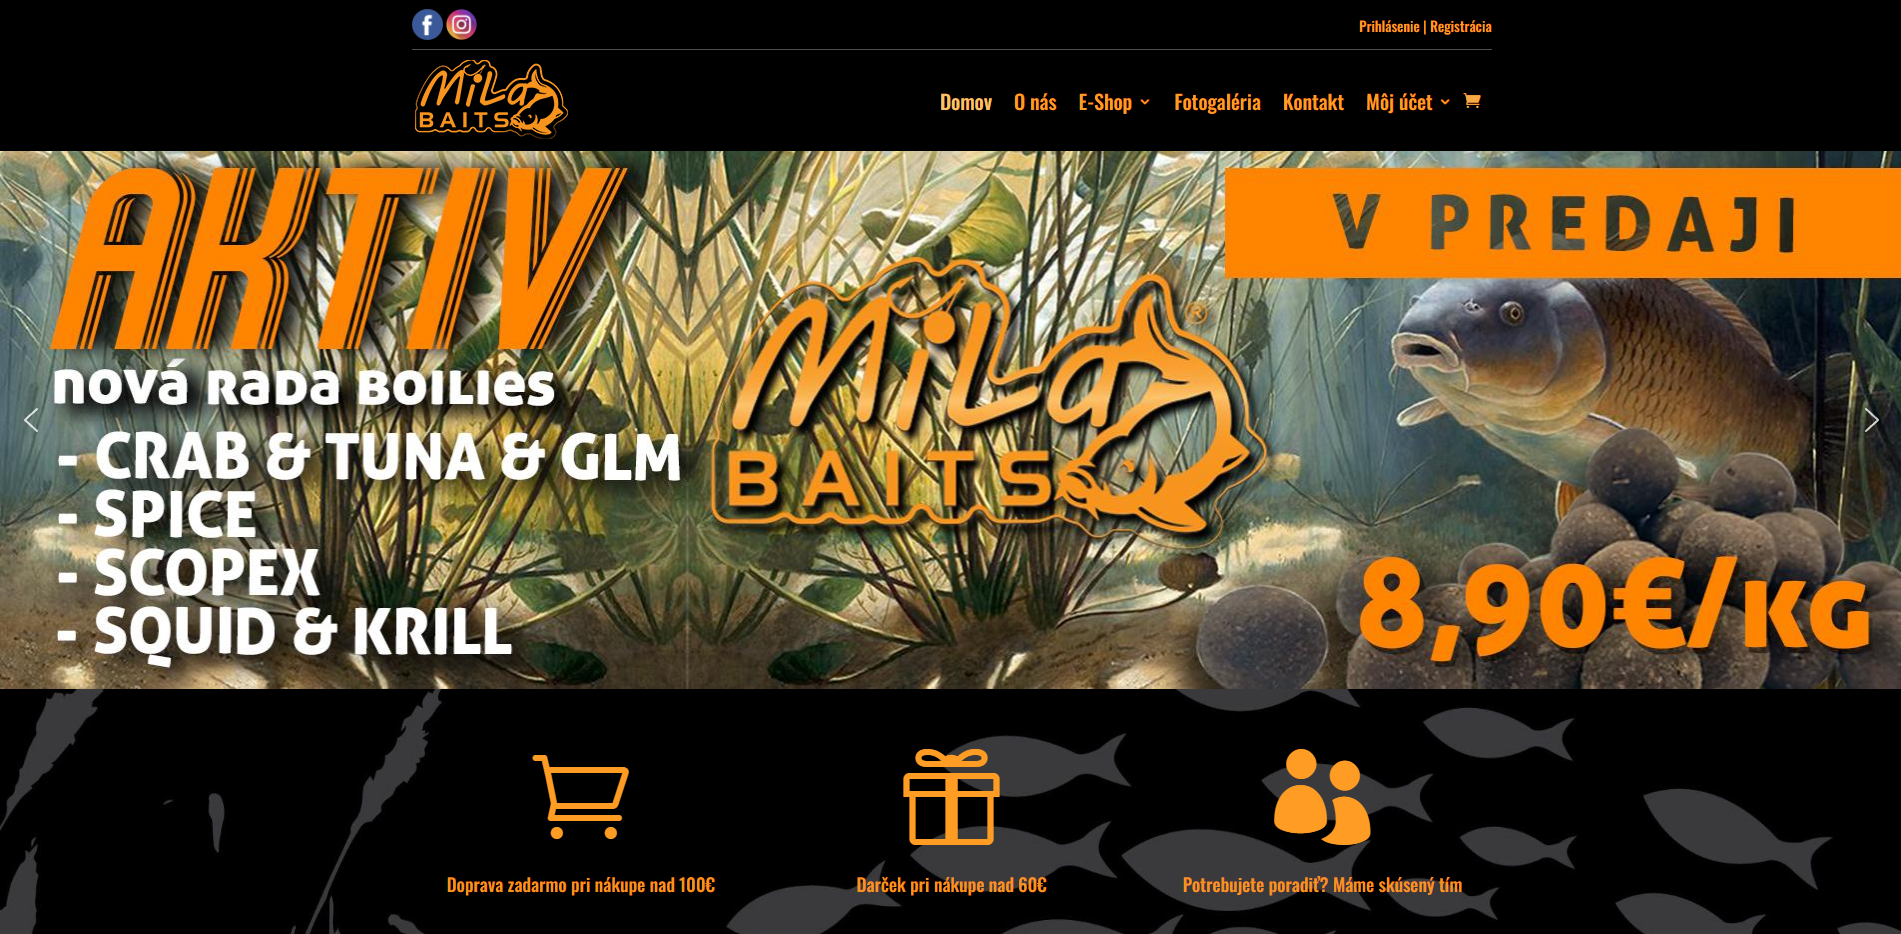 Prihlásenie | Registrácia
MiLa
BAITS
Domov O nás E-Shop Fotogaléria Kontakt Môj účet
AKTIV
V PREDAJI
nová Rada BOILIes
- CRAB & TUNA & GLM
- SPICE
- SCOPEX
- SQUID & KRILL
MiLa ®
BAITS
8,90€/KG
Doprava zadarmo pri nákupe nad 100€
Darček pri nákupe nad 60€
Potrebujete poradiť? Máme skúsený tím